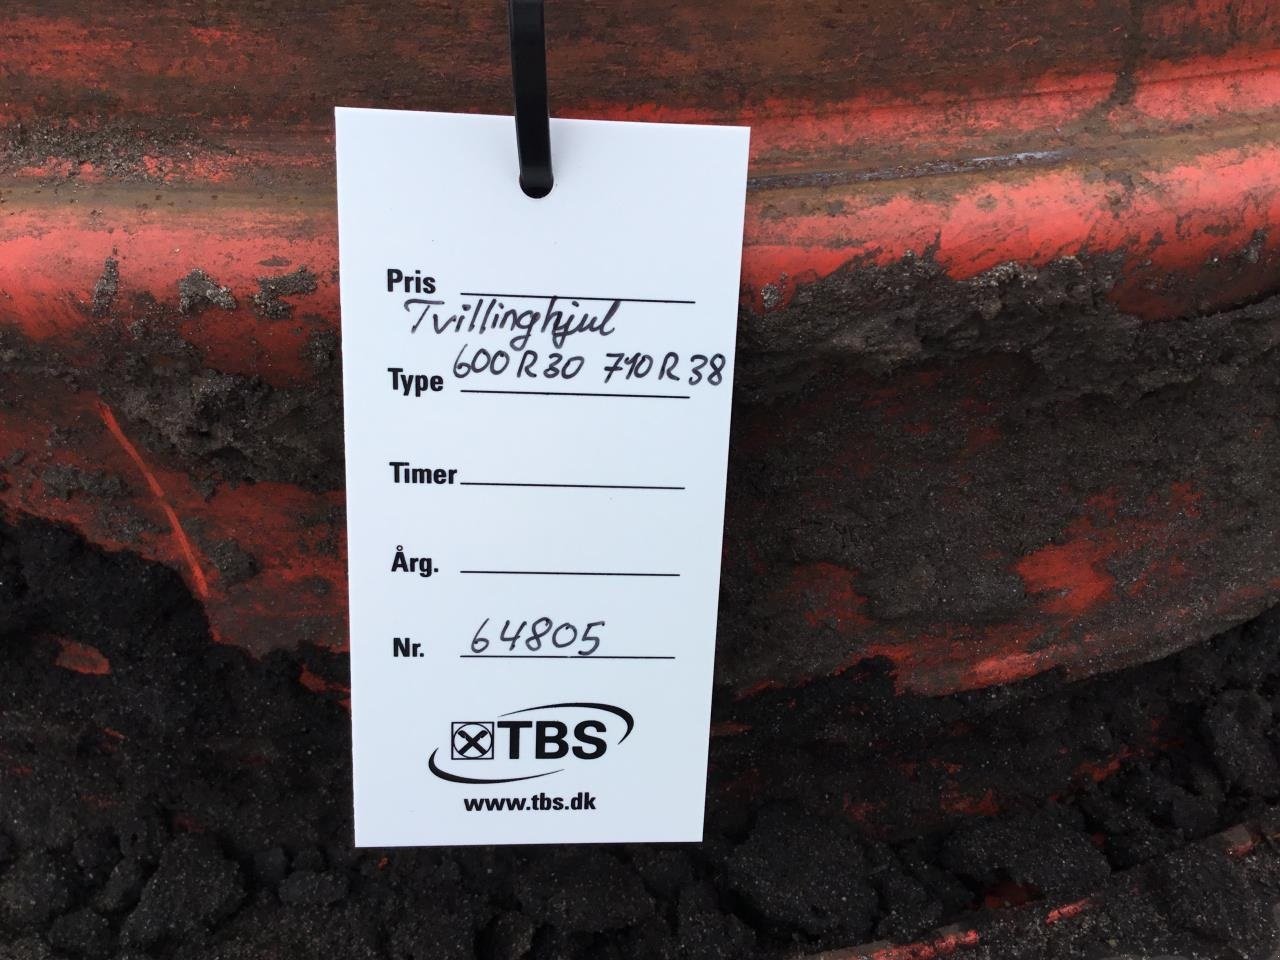 Pris
Tvillinghjul
Type 600 R 30 710 R 38
Timer
Årg.
Nr. 64805
TBS
www.tbs.dk